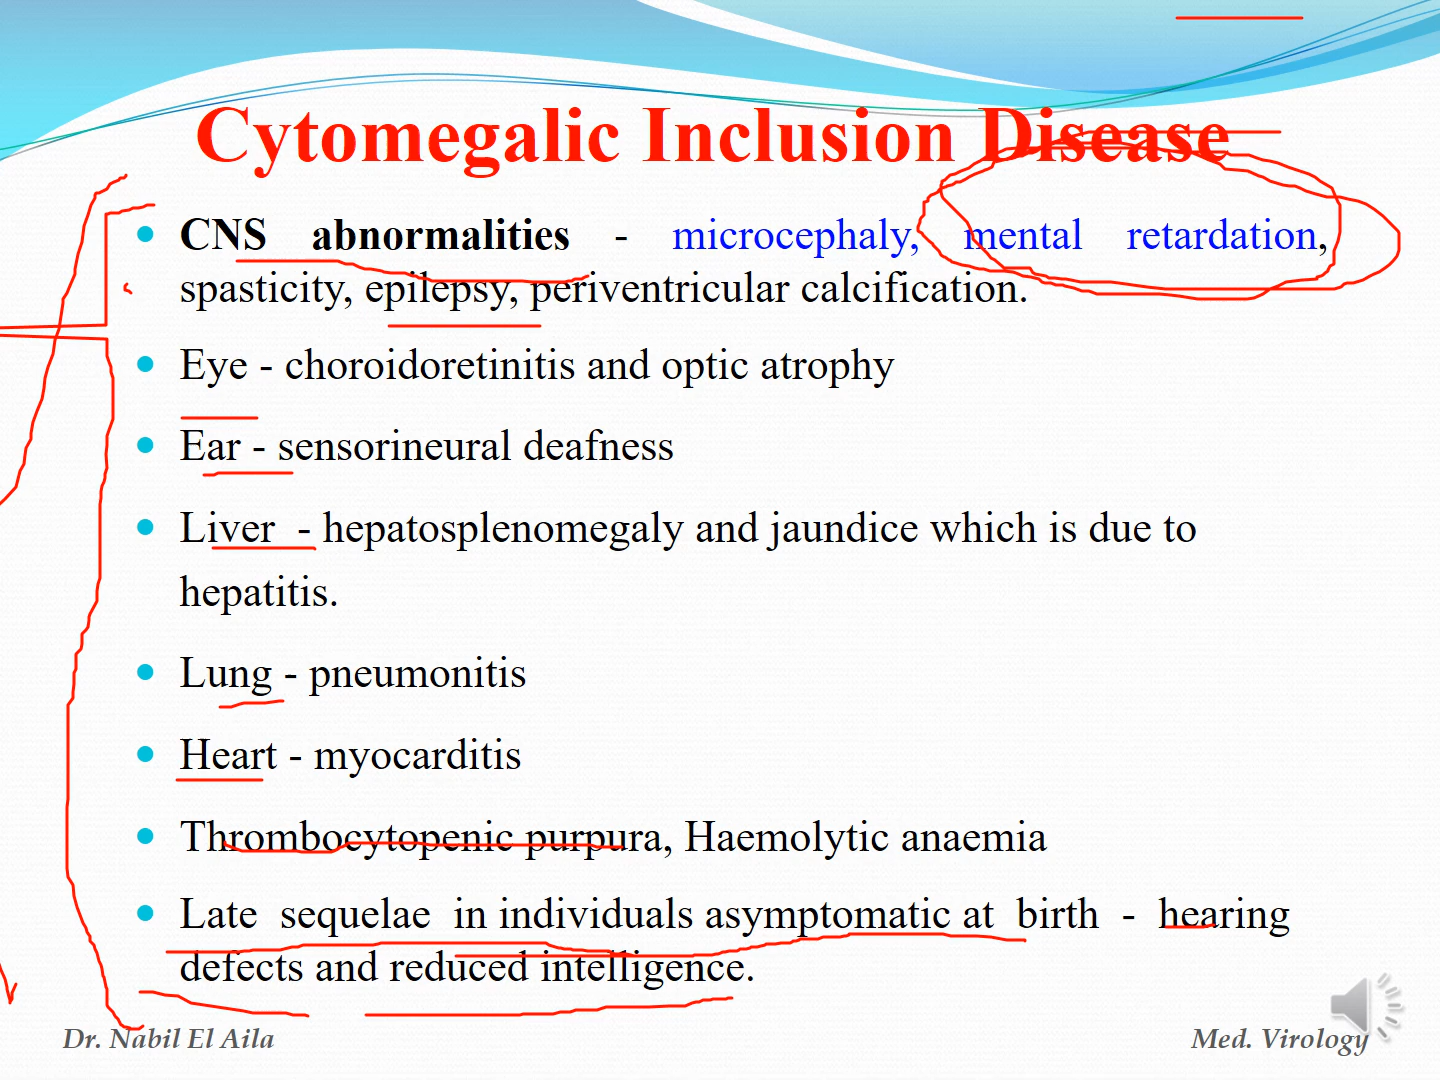 Cytomegalic Inclusion Disease
CNS abnormalities - microcephaly, mental retardation,
spasticity, epilepsy, periventricular calcification.
Eye - choroidoretinitis and optic atrophy
Ear - sensorineural deafness
Liver - hepatosplenomegaly and jaundice which is due to
hepatitis.
Lung - pneumonitis
Heart - myocarditis
Thrombocytopenic purpura, Haemolytic anaemia
Late sequelae in individuals asymptomatic at birth - hearing
defects and reduced intelligence.
Dr. Nabil El Aila
Med. Virology